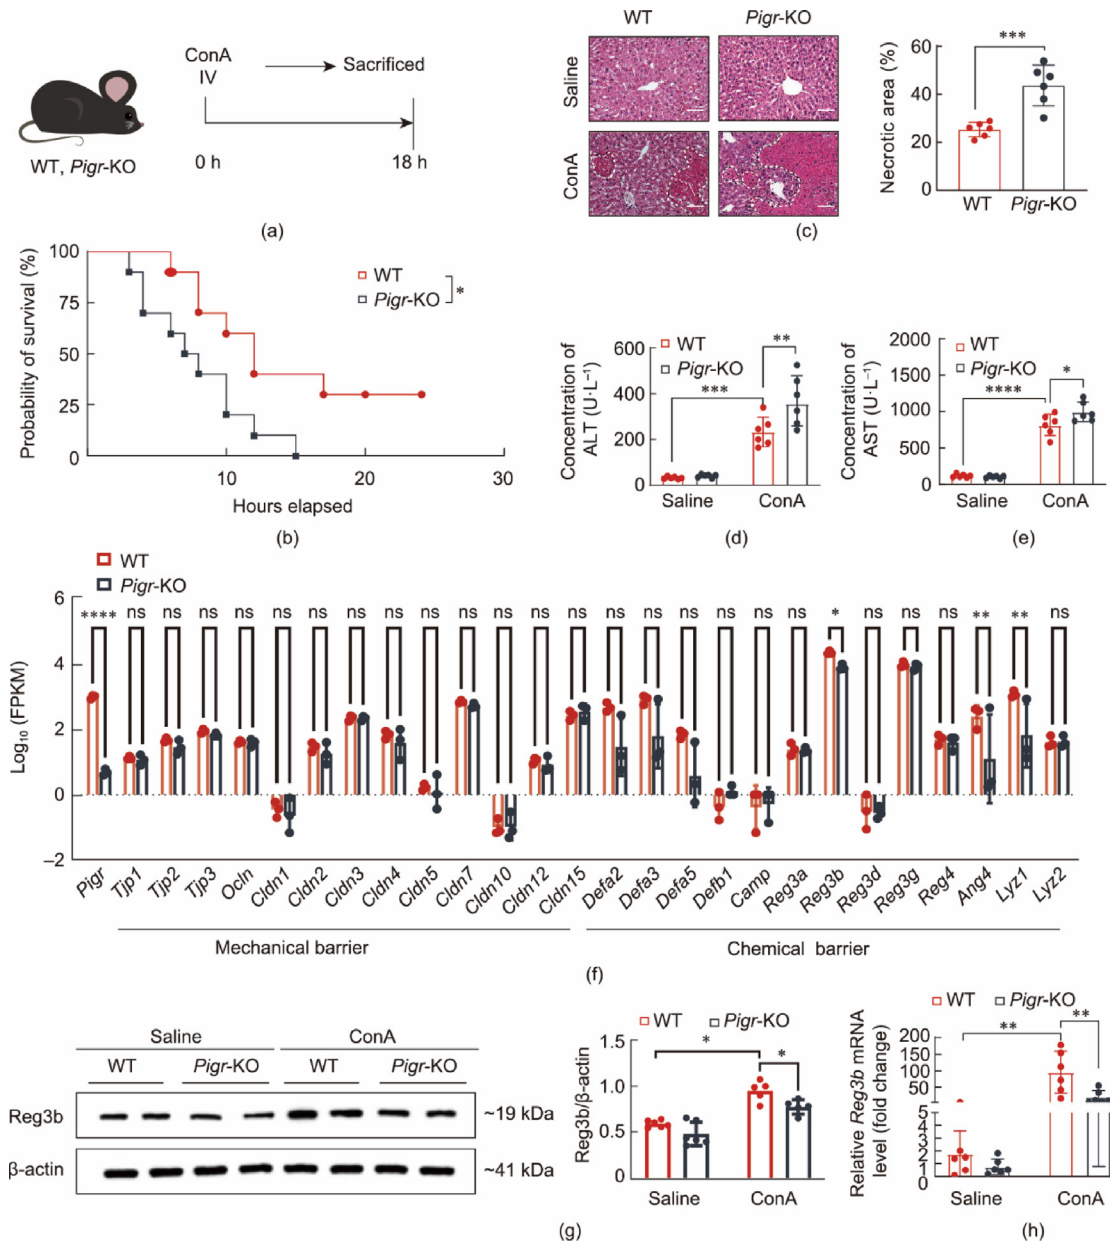 ConA
IV
Sacrificed
0 h
18 h
WT, Pigr-KO
(a)
WT
Pigr-KO
Saline
ConA
(c)
Necrotic area (%)
60
40
20
0
***
WT
Pigr-KO
Probability of survival (%)
100
75
50
25
0
10
20
30
Hours elapsed
WT
Pigr-KO
*
(b)
Concentration of
ALT (U·L−1)
600
400
200
0
WT
Pigr-KO
***
**
Saline
ConA
(d)
Concentration of
AST (U·L−1)
2000
1500
1000
500
0
WT
Pigr-KO
****
*
Saline
ConA
(e)
WT
Pigr-KO
Log10 (FPKM)
6
4
2
0
−2
**** ns ns ns ns ns ns ns ns ns ns ns ns ns ns ns ns ns ns ns * ns ns ns ** ** ns
Pigr Tjp1 Tjp2 Tjp3 Ocln Cldn1 Cldn2 Cldn3 Cldn4 Cldn5 Cldn7 Cldn10 Cldn12 Cldn15 Defa2 Defa3 Defa5 Defb1 Camp Reg3a Reg3b Reg3d Reg3g Reg4 Ang4 Lyz1 Lyz2
Mechanical barrier
Chemical barrier
(f)
Saline
ConA
WT
Pigr-KO
WT
Pigr-KO
Reg3b
~19 kDa
β-actin
~41 kDa
WT
Pigr-KO
Reg3b/β-actin
1.5
1.0
0.5
0
*
*
Saline
ConA
(g)
WT
Pigr-KO
Relative Reg3b mRNA
level (fold change)
200
150
100
50
5
4
3
2
1
0
**
**
Saline
ConA
(h)